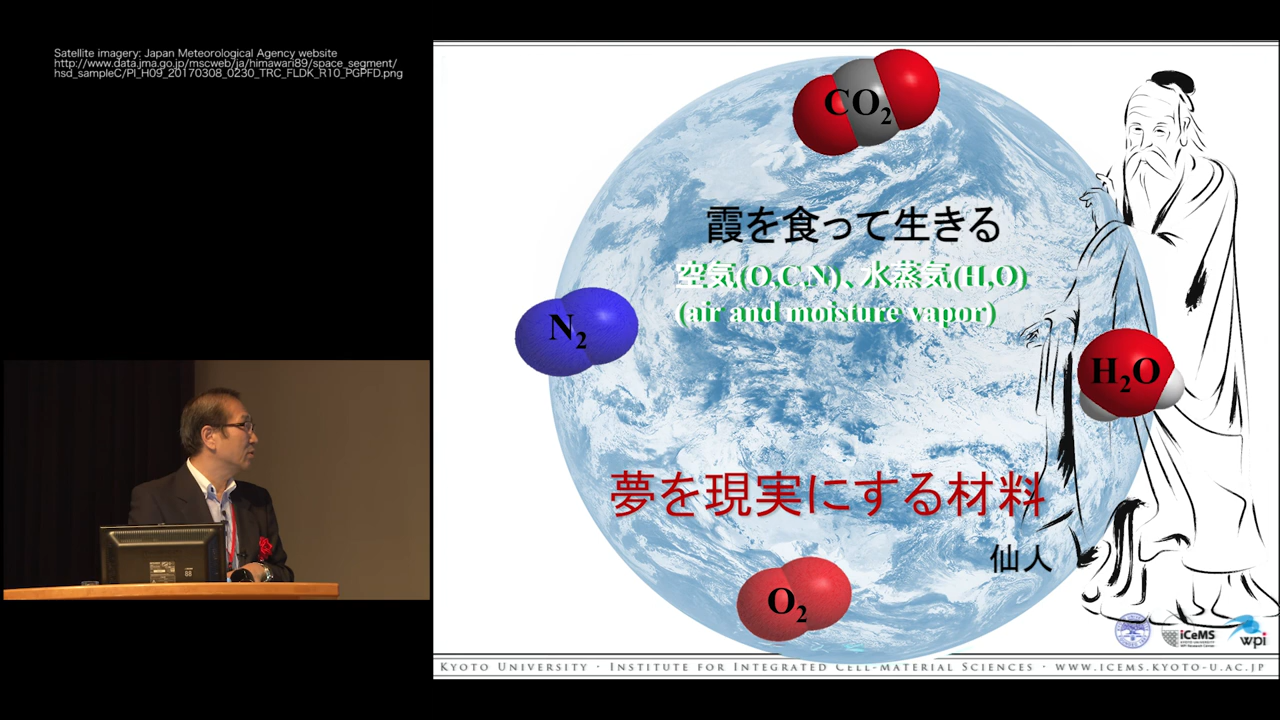 Satellite imagery: Japan Meteorological Agency website
http://www.data.jma.go.jp/mscweb/ja/himawari89/space_segment/
hsd_sampleC/PI_H09_20170308_0230_TRC_FLDK_R10_PGPFD.png
CO₂
霞を食って生きる
空気(O,C,N)、水蒸気(H,O)
(air and moisture vapor)
N₂
H₂O
夢を現実にする材料
仙人
O₂
iCeMS
wpi
KYOTO UNIVERSITY · INSTITUTE FOR INTEGRATED CELL-MATERIAL SCIENCES · WWW.ICEMS.KYOTO-U.AC.JP